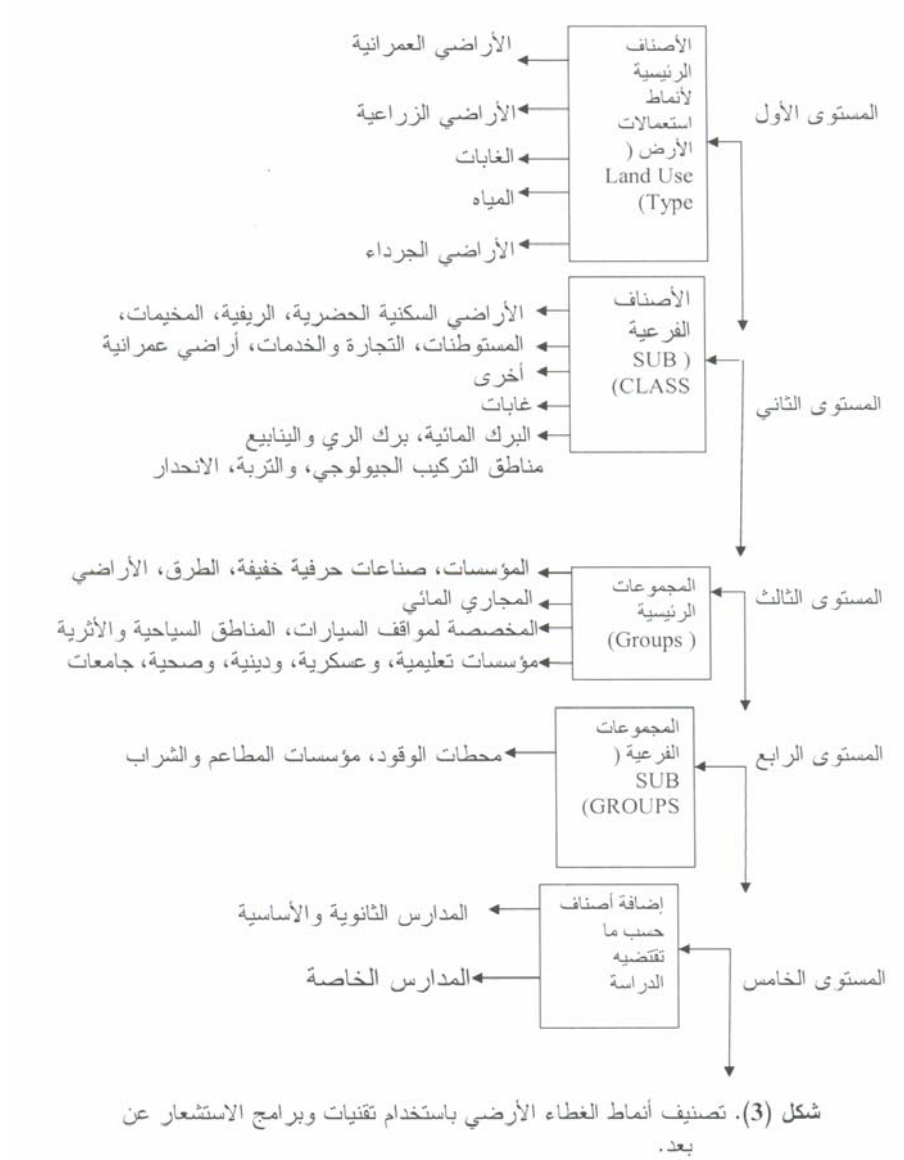 المستوى الأول
الأصناف
الرئيسية
لأنماط
استعمالات
الأرض (
Land Use
(Type
الأراضي العمرانية
الأراضي الزراعية
الغابات
المياه
الأراضي الجرداء
المستوى الثاني
الأصناف
الفرعية
( SUB
(CLASS
الأراضي السكنية الحضرية، الريفية، المخيمات،
المستوطنات، التجارة والخدمات، أراضي عمرانية
أخرى
غابات
البرك المائية، برك الري والينابيع
مناطق التركيب الجيولوجي، والتربة، الانحدار
المستوى الثالث
المجموعات
الرئيسية
(Groups )
المؤسسات، صناعات حرفية خفيفة، الطرق، الأراضي
المجاري المائي
المخصصة لمواقف السيارات، المناطق السياحية والأثرية
مؤسسات تعليمية، وعسكرية، ودينية، وصحية، جامعات
المستوى الرابع
المجموعات
الفرعية (
SUB
(GROUPS
محطات الوقود، مؤسسات المطاعم والشراب
المستوى الخامس
إضافة أصناف
حسب ما
تقتضيه
الدراسة
المدارس الثانوية والأساسية
المدارس الخاصة
شكل (3). تصنيف أنماط الغطاء الأرضي باستخدام تقنيات وبرامج الاستشعار عن
بعد.